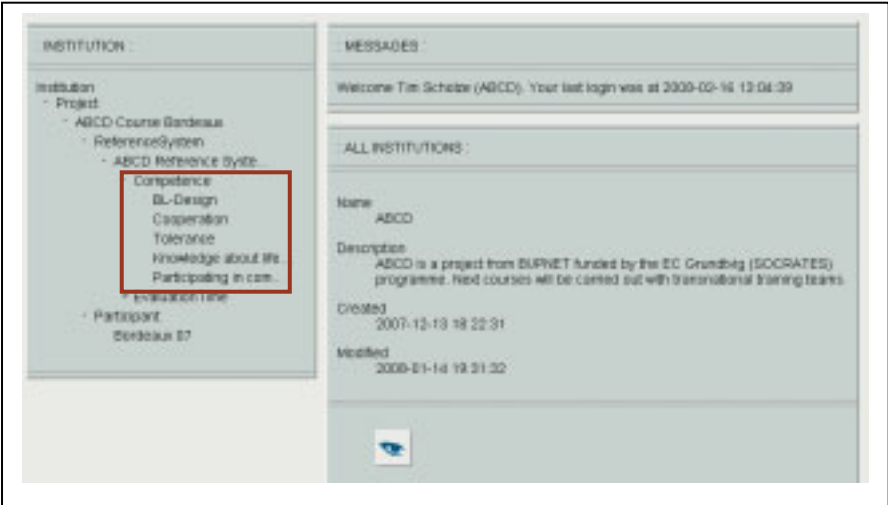 INSTITUTION :
Institution
- Project
- ABCD Course Bordeaux
- ReferenceSystem
- ABCD Reference Syste...
- Competence
BL-Design
Cooperation
Tolerance
Knowledge about life...
Participating in com...
+ EvaluationTime
- Participant
Bordeaux 07
: MESSAGES :
Welcome Tim Scholze (ABCD). Your last login was at 2008-02-16 13:04:39
: ALL INSTITUTIONS :
Name
ABCD
Description
ABCD is a project from BUPNET funded by the EC Grundtvig (SOCRATES)
programme. Next courses will be carried out with transnational training teams
Created
2007-12-13 18:22:31
Modified
2008-01-14 19:31:32